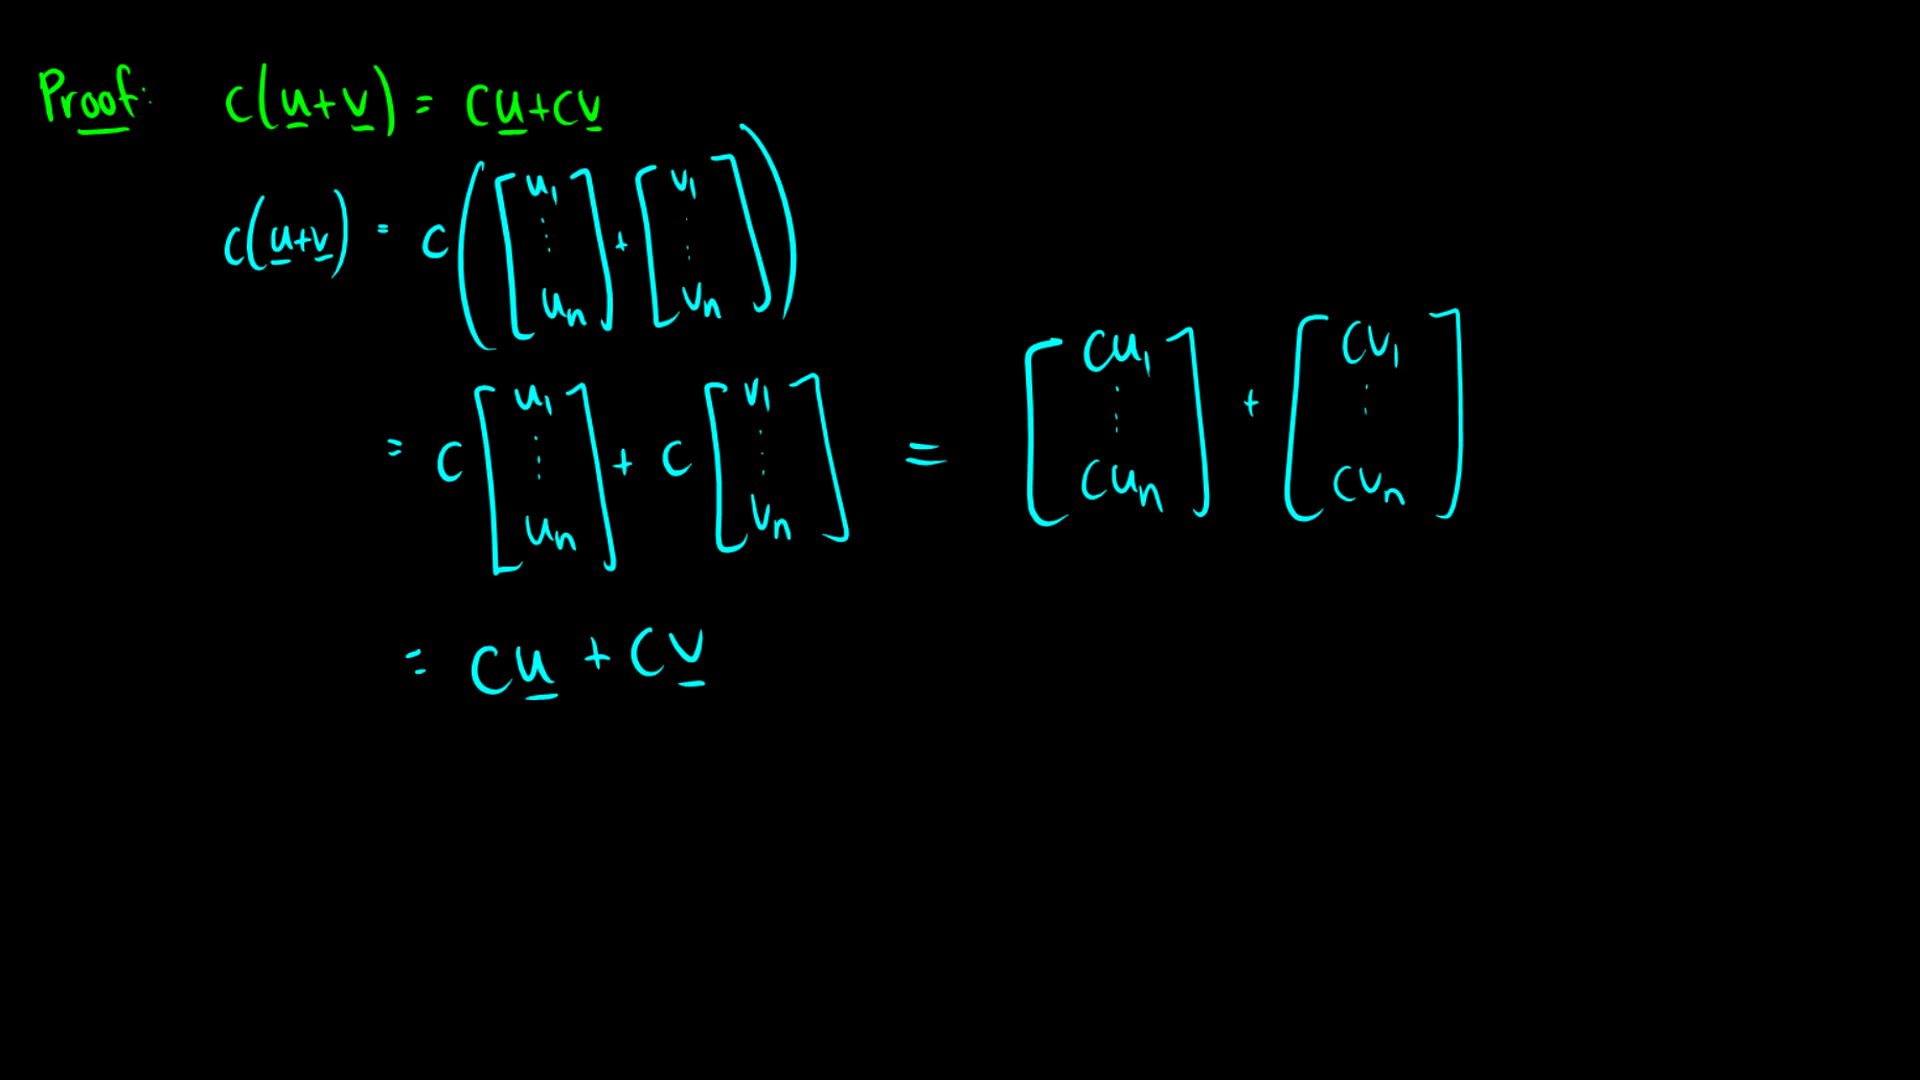 Proof: c(u+v) = cu+cv
c(u+v) = c([u₁ ⋮ uₙ] + [v₁ ⋮ vₙ])
= c[u₁ ⋮ uₙ] + c[v₁ ⋮ vₙ] = [cu₁ ⋮ cuₙ] + [cv₁ ⋮ cvₙ]
= cu + cv